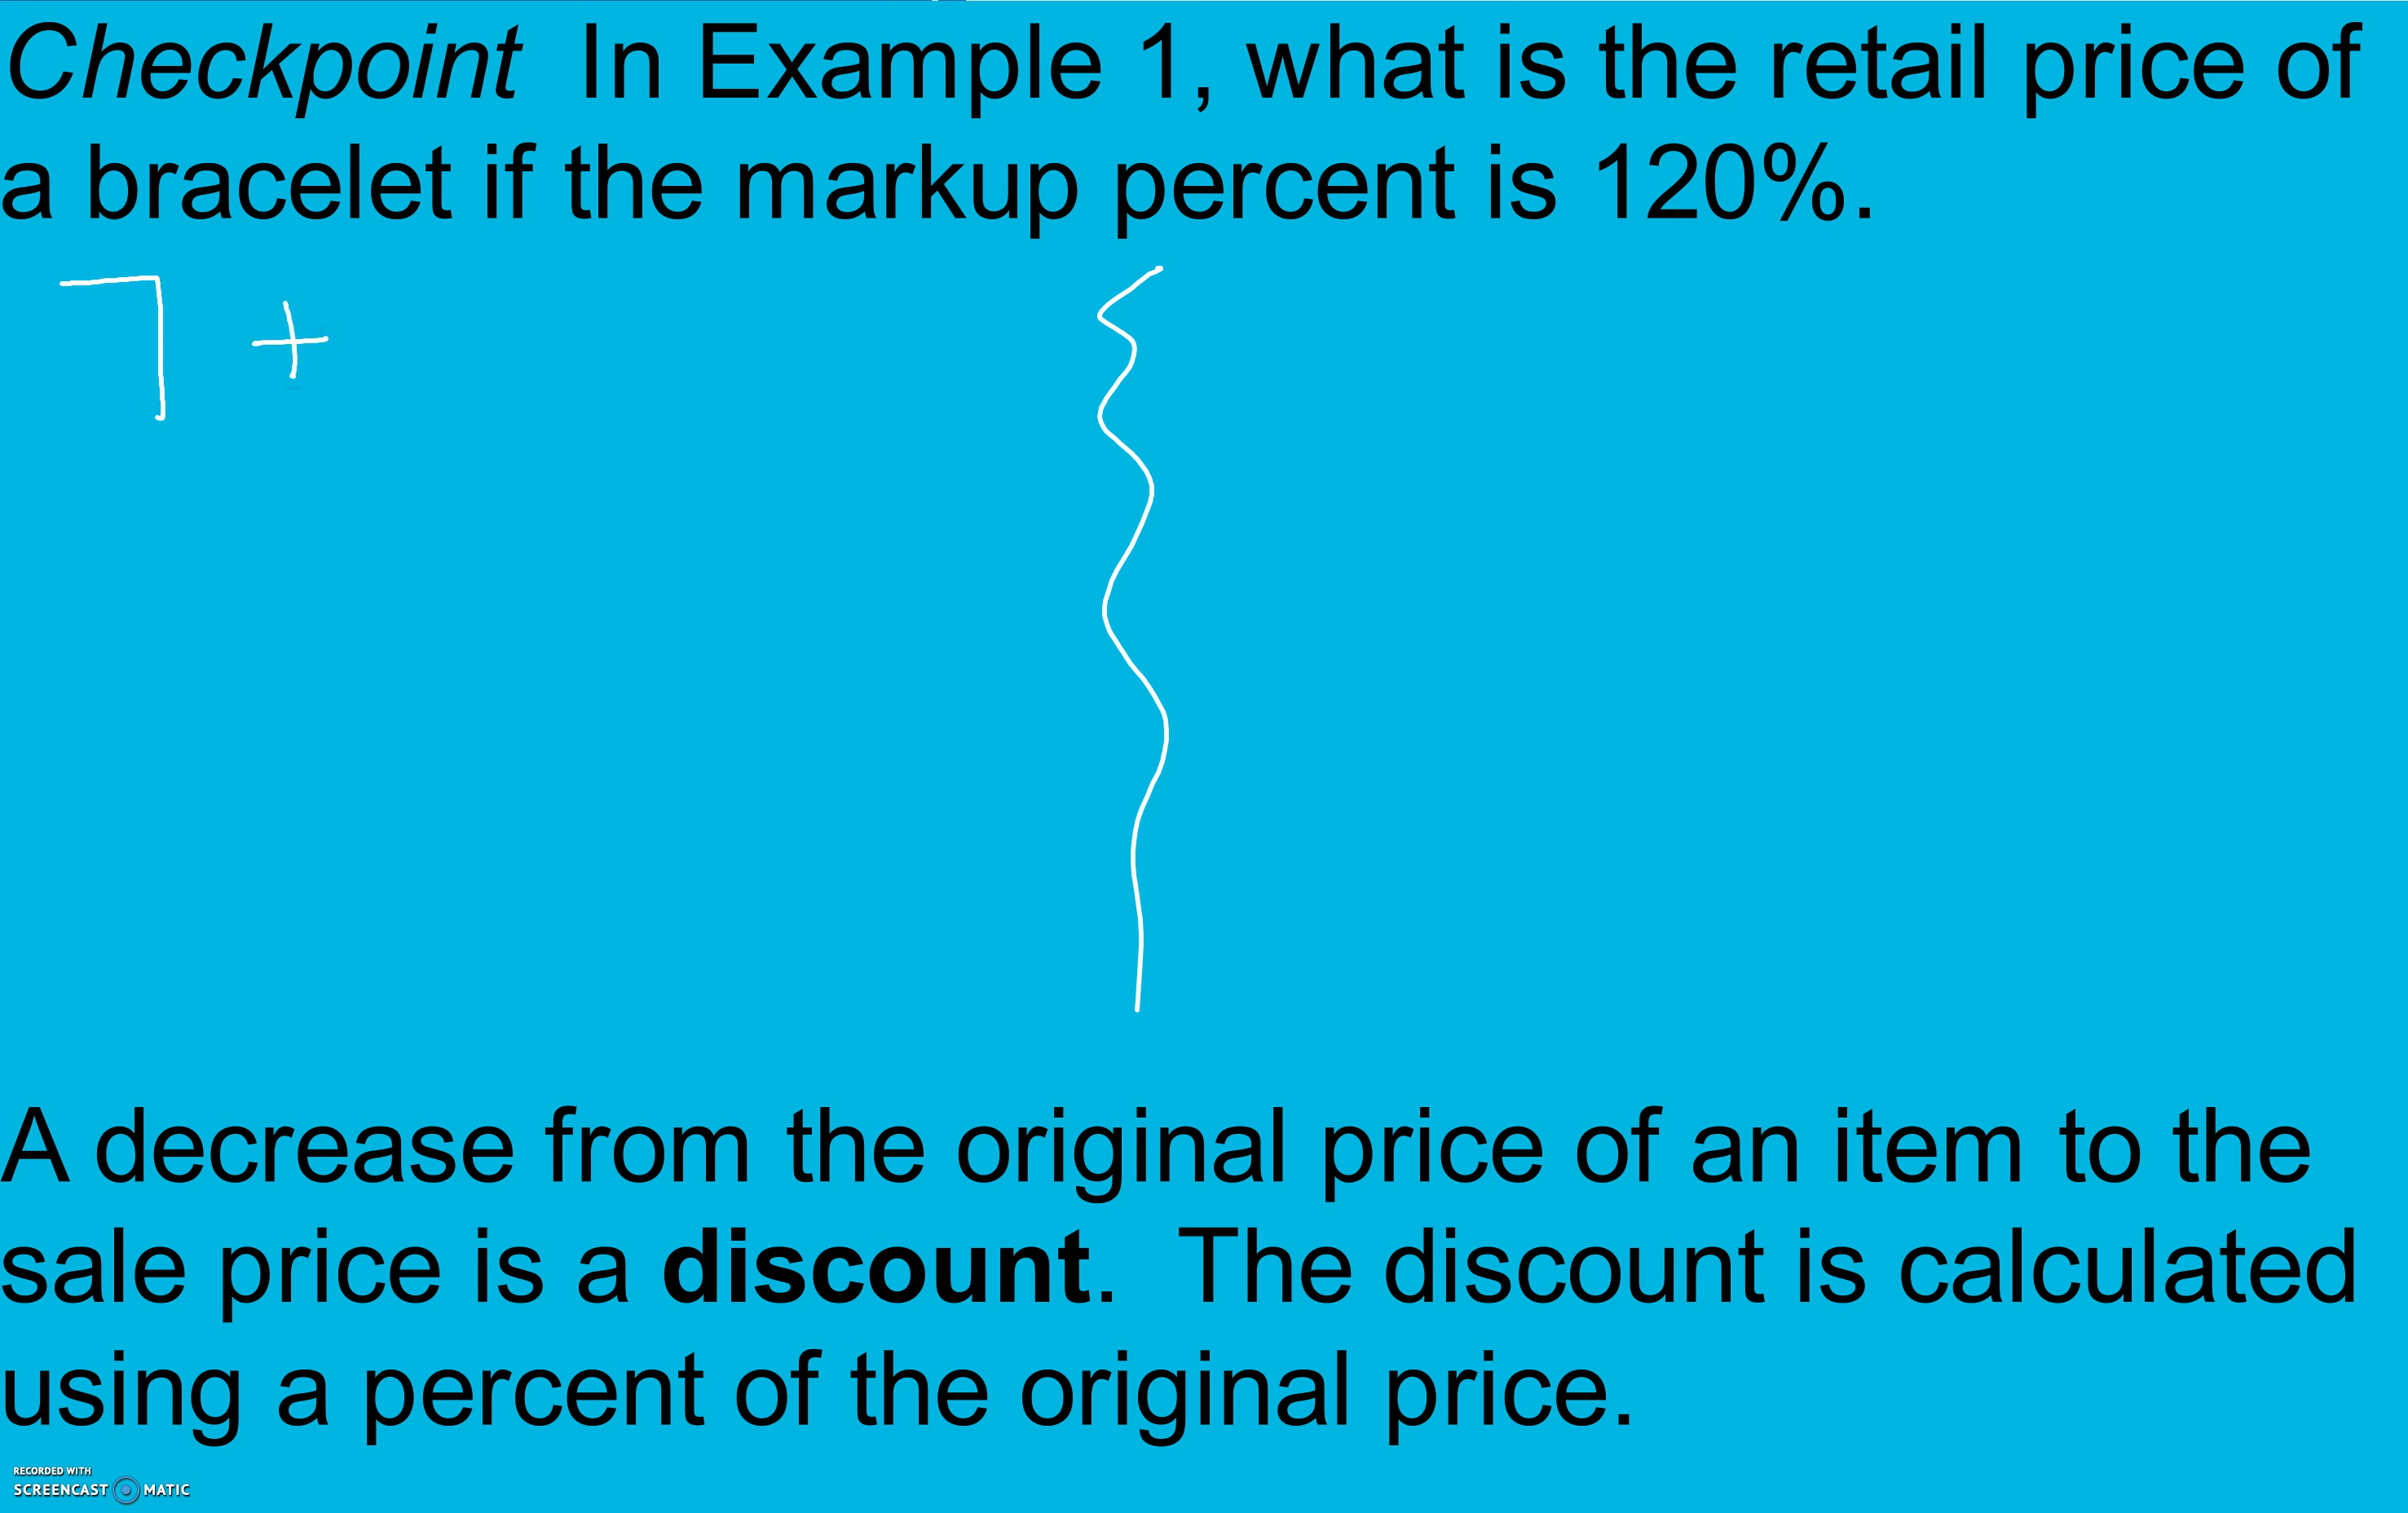 Checkpoint In Example 1, what is the retail price of
a bracelet if the markup percent is 120%.
7 +
A decrease from the original price of an item to the
sale price is a discount. The discount is calculated
using a percent of the original price.
RECORDED WITH
SCREENCAST MATIC